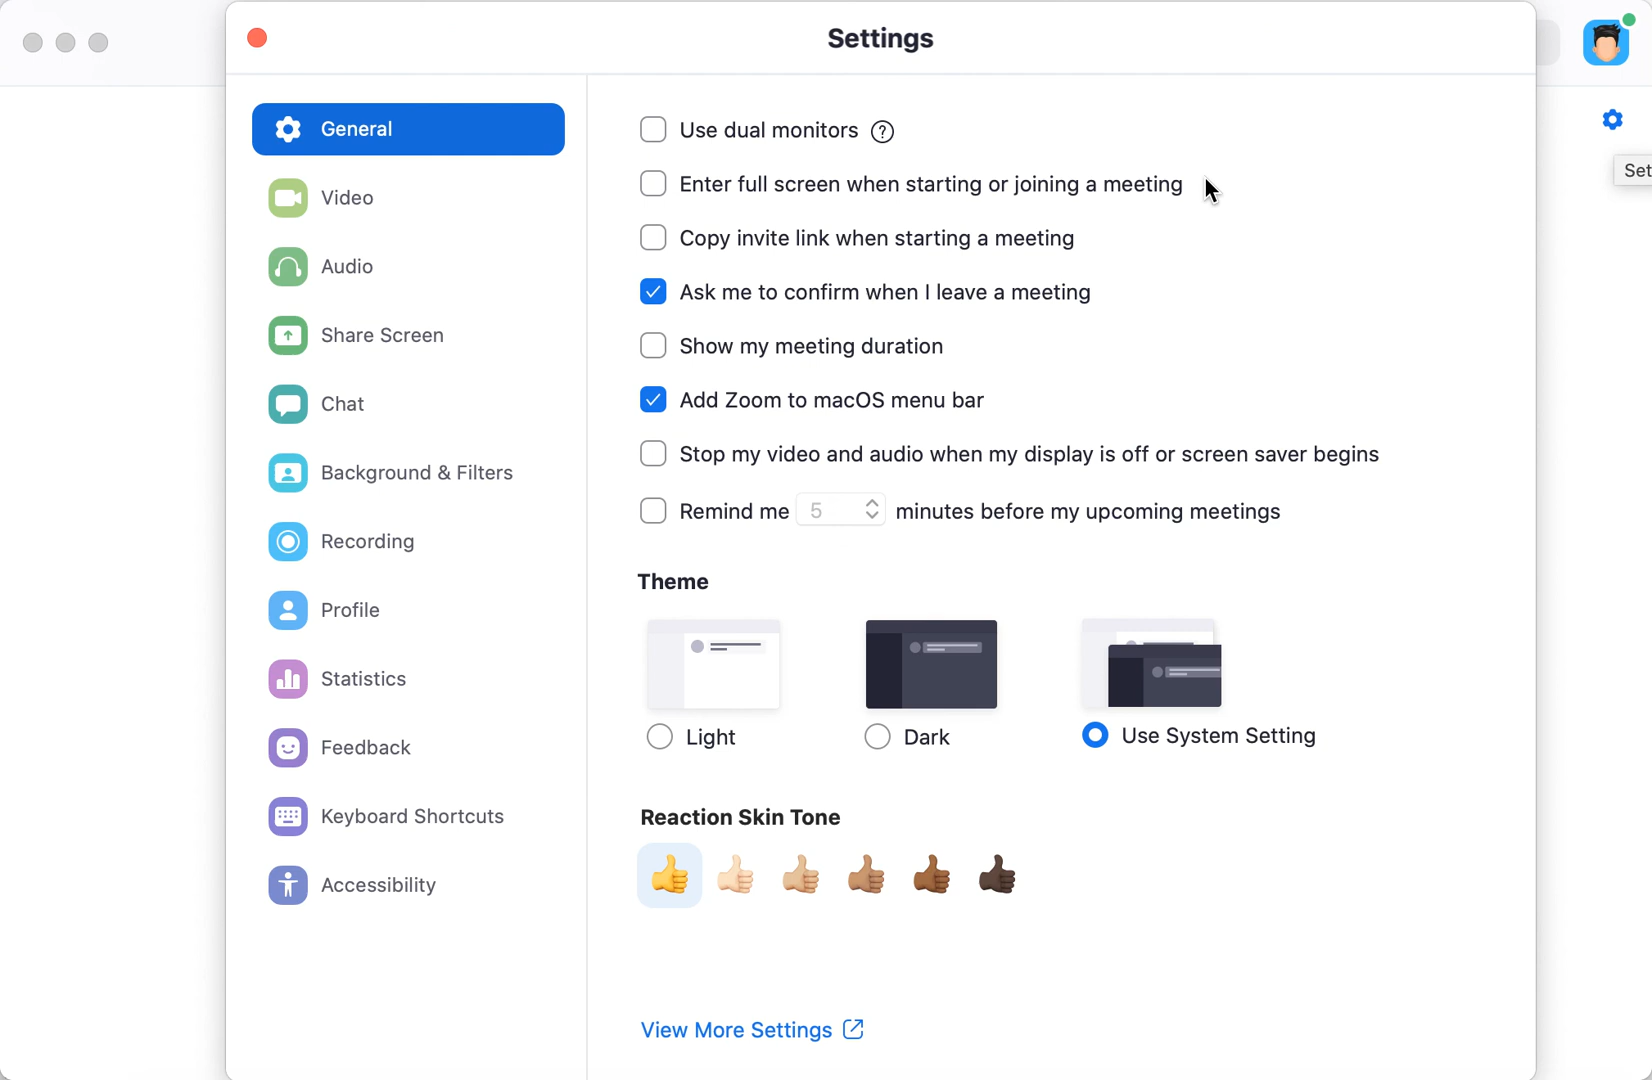 Settings
General
Video
Audio
Share Screen
Chat
Background & Filters
Recording
Profile
Statistics
Feedback
Keyboard Shortcuts
Accessibility
Use dual monitors ?
Enter full screen when starting or joining a meeting
Copy invite link when starting a meeting
Ask me to confirm when I leave a meeting
Show my meeting duration
Add Zoom to macOS menu bar
Stop my video and audio when my display is off or screen saver begins
Remind me 5 minutes before my upcoming meetings
Theme
Light
Dark
Use System Setting
Reaction Skin Tone
View More Settings
Set